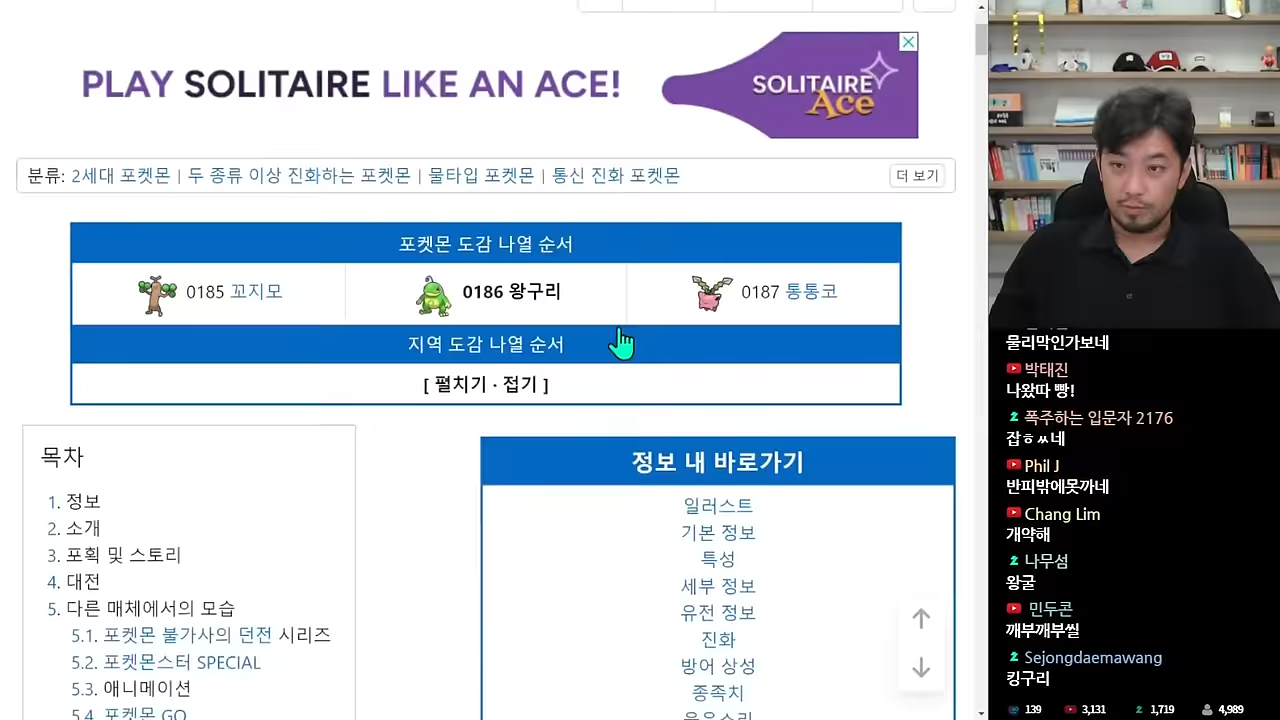 PLAY SOLITAIRE LIKE AN ACE!
SOLITAIRE
Ace
분류: 2세대 포켓몬 | 두 종류 이상 진화하는 포켓몬 | 물타입 포켓몬 | 통신 진화 포켓몬
더 보기
포켓몬 도감 나열 순서
0185 꼬지모
0186 왕구리
0187 통통코
지역 도감 나열 순서
[ 펼치기 · 접기 ]
목차
1. 정보
2. 소개
3. 포획 및 스토리
4. 대전
5. 다른 매체에서의 모습
5.1. 포켓몬 불가사의 던전 시리즈
5.2. 포켓몬스터 SPECIAL
5.3. 애니메이션
5.4. 포켓몬 GO
정보 내 바로가기
일러스트
기본 정보
특성
세부 정보
유전 정보
진화
방어 상성
종족치
물리막인가보네
박태진
나왔따 빵!
폭주하는 입문자 2176
잡ㅎㅆ네
Phil J
반피밖에못까네
Chang Lim
개약해
나무섬
왕굴
민두콘
깨부깨부씰
Sejongdaemawang
킹구리
139 3,131 1,719 4,989